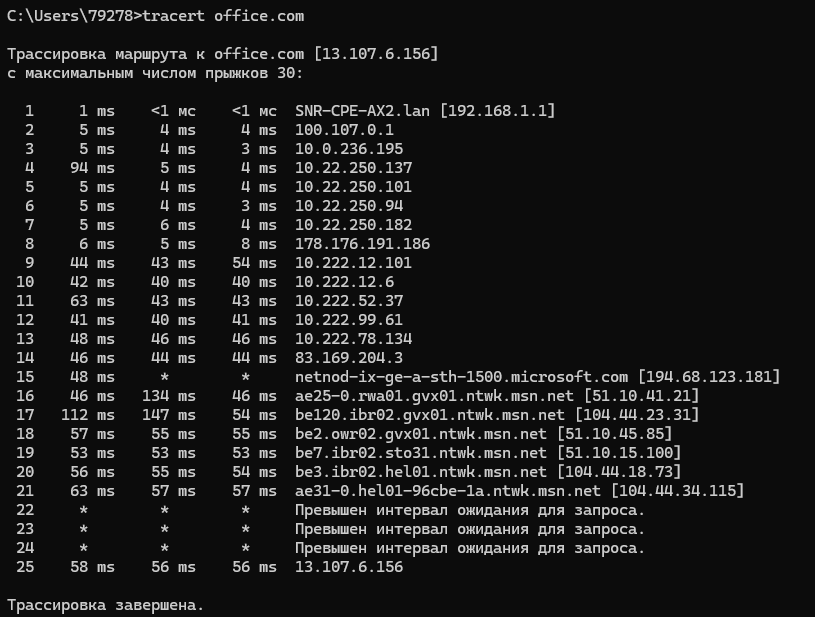 C:\Users\79278>tracert office.com
Трассировка маршрута к office.com [13.107.6.156]
с максимальным числом прыжков 30:
1 1 ms <1 мс <1 мс SNR-CPE-AX2.lan [192.168.1.1]
2 5 ms 4 ms 4 ms 100.107.0.1
3 5 ms 4 ms 3 ms 10.0.236.195
4 94 ms 5 ms 4 ms 10.22.250.137
5 5 ms 4 ms 4 ms 10.22.250.101
6 5 ms 4 ms 3 ms 10.22.250.94
7 5 ms 6 ms 4 ms 10.22.250.182
8 6 ms 5 ms 8 ms 178.176.191.186
9 44 ms 43 ms 54 ms 10.222.12.101
10 42 ms 40 ms 40 ms 10.222.12.6
11 63 ms 43 ms 43 ms 10.222.52.37
12 41 ms 40 ms 41 ms 10.222.99.61
13 48 ms 46 ms 46 ms 10.222.78.134
14 46 ms 44 ms 44 ms 83.169.204.3
15 48 ms * * netnod-ix-ge-a-sth-1500.microsoft.com [194.68.123.181]
16 46 ms 134 ms 46 ms ae25-0.rwa01.gvx01.ntwk.msn.net [51.10.41.21]
17 112 ms 147 ms 54 ms be120.ibr02.gvx01.ntwk.msn.net [104.44.23.31]
18 57 ms 55 ms 55 ms be2.owr02.gvx01.ntwk.msn.net [51.10.45.85]
19 53 ms 53 ms 53 ms be7.ibr02.sto31.ntwk.msn.net [51.10.15.100]
20 56 ms 55 ms 54 ms be3.ibr02.hel01.ntwk.msn.net [104.44.18.73]
21 63 ms 57 ms 57 ms ae31-0.hel01-96cbe-1a.ntwk.msn.net [104.44.34.115]
22 * * * Превышен интервал ожидания для запроса.
23 * * * Превышен интервал ожидания для запроса.
24 * * * Превышен интервал ожидания для запроса.
25 58 ms 56 ms 56 ms 13.107.6.156
Трассировка завершена.